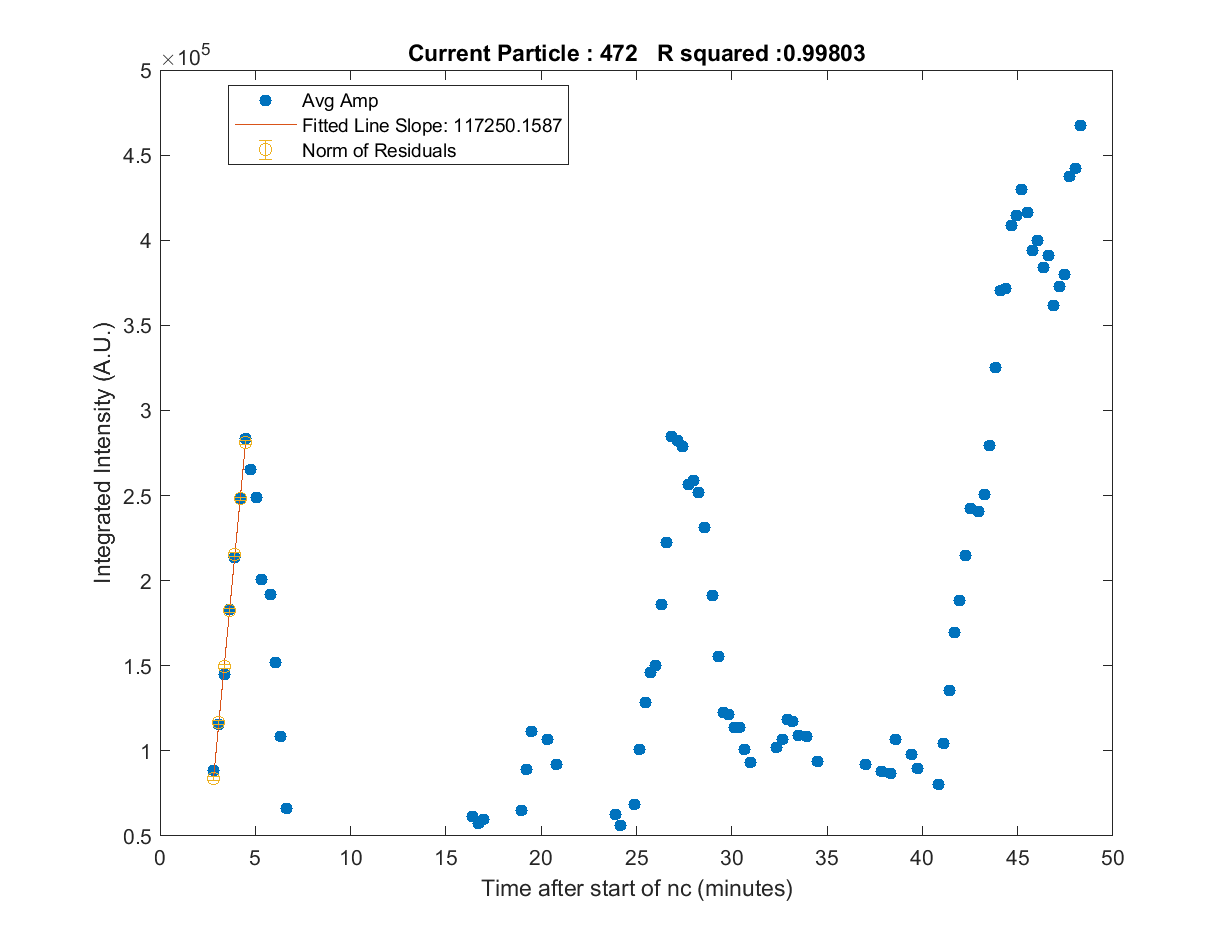 Current Particle : 472 R squared :0.99803
×10^5
Avg Amp
Fitted Line Slope: 117250.1587
Norm of Residuals
5
4.5
4
3.5
3
2.5
2
1.5
1
0.5
Integrated Intensity (A.U.)
0 5 10 15 20 25 30 35 40 45 50
Time after start of nc (minutes)